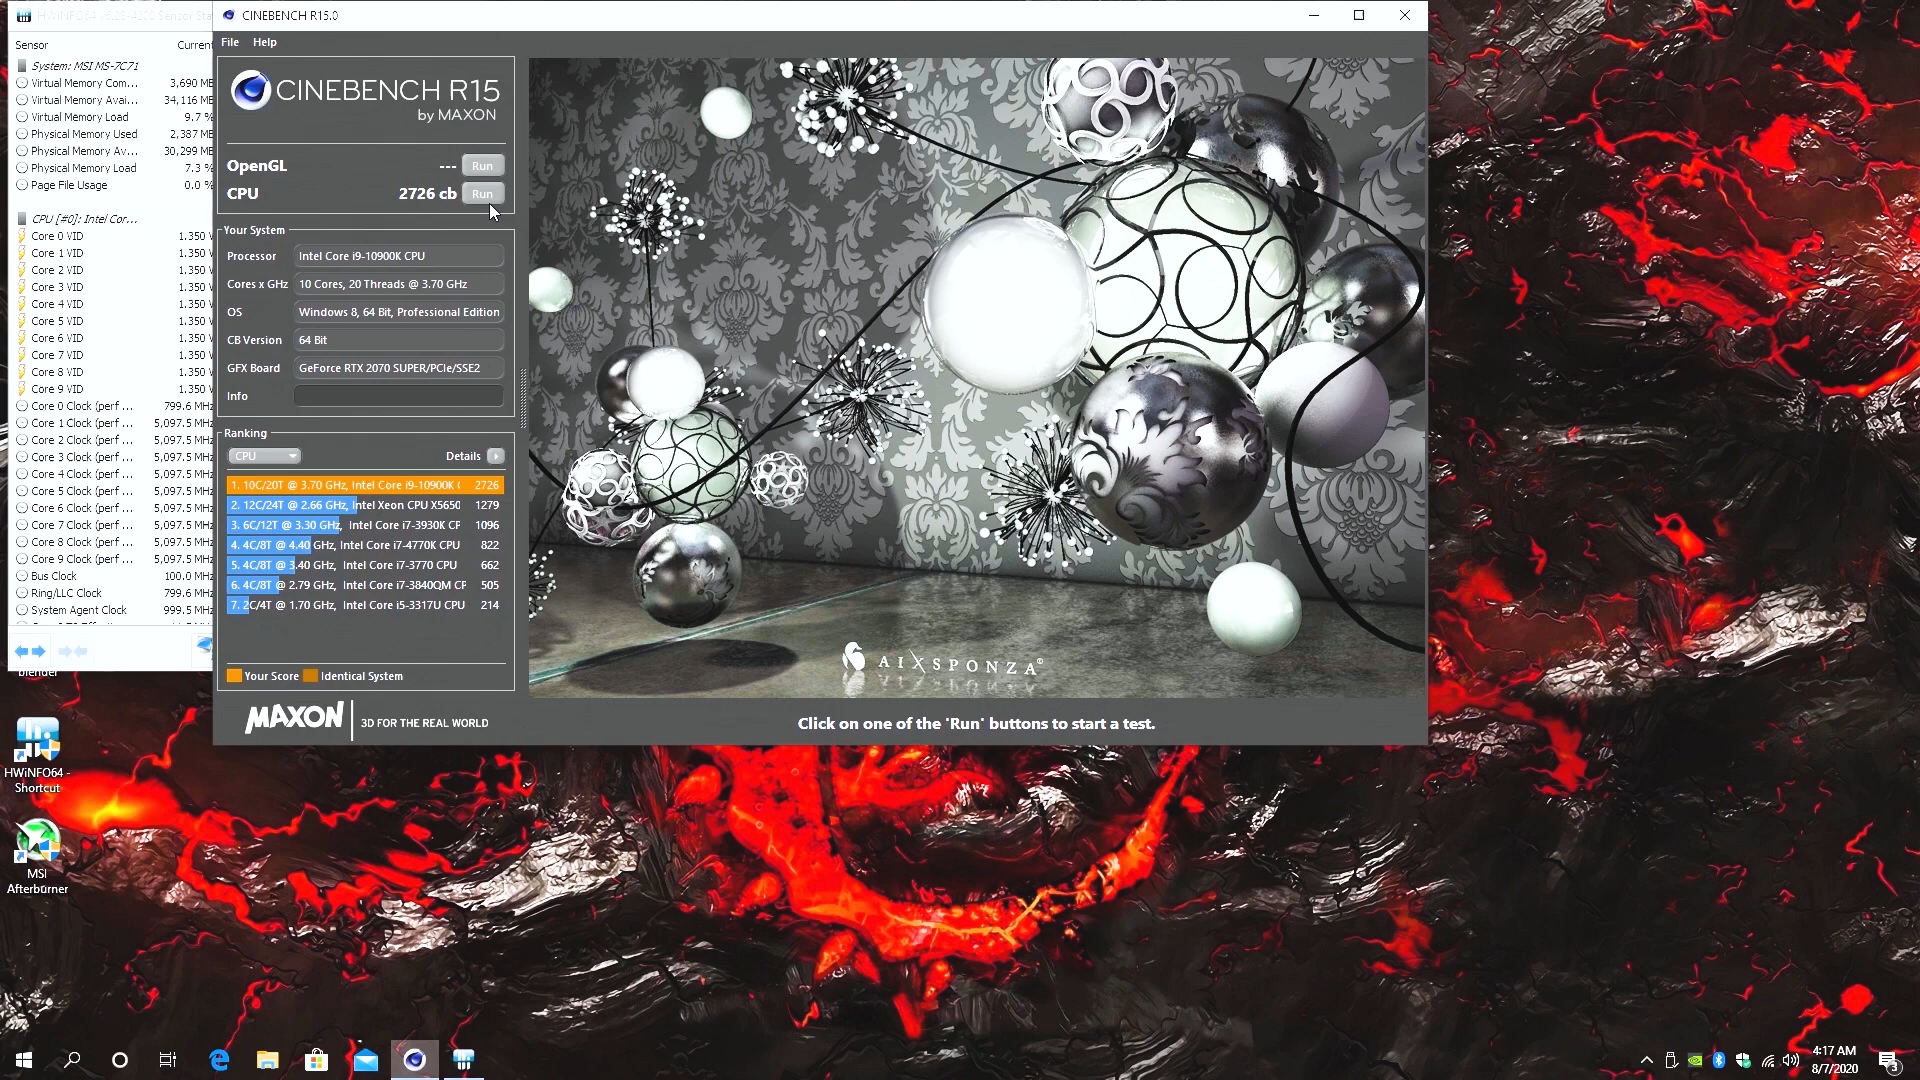 HWiNFO64 v6.28-4200 Sensor Sta
Sensor Current
System: MSI MS-7C71
Virtual Memory Com... 3,690 MB
Virtual Memory Avai... 34,116 MB
Virtual Memory Load 9.7 %
Physical Memory Used 2,387 MB
Physical Memory Av... 30,299 MB
Physical Memory Load 7.3 %
Page File Usage 0.0 %
CPU [#0]: Intel Cor...
Core 0 VID 1.350 V
Core 1 VID 1.350 V
Core 2 VID 1.350 V
Core 3 VID 1.350 V
Core 4 VID 1.350 V
Core 5 VID 1.350 V
Core 6 VID 1.350 V
Core 7 VID 1.350 V
Core 8 VID 1.350 V
Core 9 VID 1.350 V
Core 0 Clock (perf ... 799.6 MHz
Core 1 Clock (perf ... 5,097.5 MHz
Core 2 Clock (perf ... 5,097.5 MHz
Core 3 Clock (perf ... 5,097.5 MHz
Core 4 Clock (perf ... 5,097.5 MHz
Core 5 Clock (perf ... 5,097.5 MHz
Core 6 Clock (perf ... 5,097.5 MHz
Core 7 Clock (perf ... 5,097.5 MHz
Core 8 Clock (perf ... 5,097.5 MHz
Core 9 Clock (perf ... 5,097.5 MHz
Bus Clock 100.0 MHz
Ring/LLC Clock 799.6 MHz
System Agent Clock 999.5 MHz
CINEBENCH R15.0
File Help
CINEBENCH R15
by MAXON
OpenGL --- Run
CPU 2726 cb Run
Your System
Processor Intel Core i9-10900K CPU
Cores x GHz 10 Cores, 20 Threads @ 3.70 GHz
OS Windows 8, 64 Bit, Professional Edition
CB Version 64 Bit
GFX Board GeForce RTX 2070 SUPER/PCIe/SSE2
Info
Ranking
CPU Details
1. 10C/20T @ 3.70 GHz, Intel Core i9-10900K C 2726
2. 12C/24T @ 2.66 GHz, Intel Xeon CPU X5650 1279
3. 6C/12T @ 3.30 GHz, Intel Core i7-3930K CP 1096
4. 4C/8T @ 4.40 GHz, Intel Core i7-4770K CPU 822
5. 4C/8T @ 3.40 GHz, Intel Core i7-3770 CPU 662
6. 4C/8T @ 2.79 GHz, Intel Core i7-3840QM CP 505
7. 2C/4T @ 1.70 GHz, Intel Core i5-3317U CPU 214
Your Score Identical System
MAXON 3D FOR THE REAL WORLD
AIXSPONZA®
Click on one of the 'Run' buttons to start a test.
blender
HWiNFO64 -
Shortcut
MSI
Afterburner
4:17 AM
8/7/2020
3